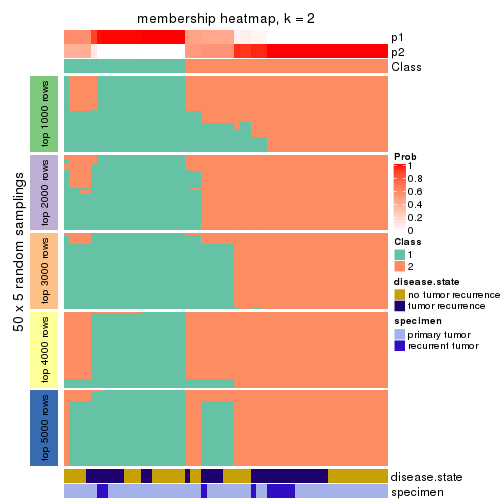 membership heatmap, k = 2
p1
p2
Class
50 x 5 random samplings
top 1000 rows
top 2000 rows
top 3000 rows
top 4000 rows
top 5000 rows
Prob
1
0.8
0.6
0.4
0.2
0
Class
1
2
disease.state
no tumor recurrence
tumor recurrence
specimen
primary tumor
recurrent tumor
disease.state
specimen